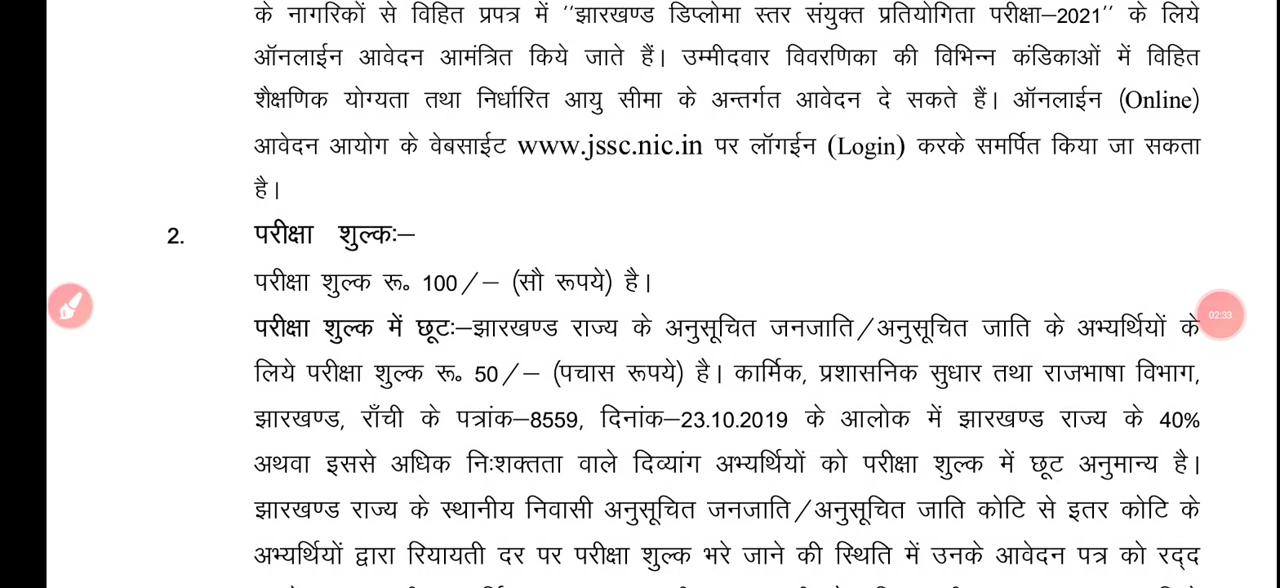 के नागरिकों से विहित प्रपत्र में ''झारखण्ड डिप्लोमा स्तर संयुक्त प्रतियोगिता परीक्षा–2021'' के लिये
ऑनलाईन आवेदन आमंत्रित किये जाते हैं। उम्मीदवार विवरणिका की विभिन्न कंडिकाओं में विहित
शैक्षणिक योग्यता तथा निर्धारित आयु सीमा के अन्तर्गत आवेदन दे सकते हैं। ऑनलाईन (Online)
आवेदन आयोग के वेबसाईट www.jssc.nic.in पर लॉगईन (Login) करके समर्पित किया जा सकता
है।
2. परीक्षा शुल्कः–
परीक्षा शुल्क रू० 100/– (सौ रूपये) है।
परीक्षा शुल्क में छूटः–झारखण्ड राज्य के अनुसूचित जनजाति/अनुसूचित जाति के अभ्यर्थियों के
02:33
लिये परीक्षा शुल्क रू० 50/– (पचास रूपये) है। कार्मिक, प्रशासनिक सुधार तथा राजभाषा विभाग,
झारखण्ड, राँची के पत्रांक–8559, दिनांक–23.10.2019 के आलोक में झारखण्ड राज्य के 40%
अथवा इससे अधिक निःशक्तता वाले दिव्यांग अभ्यर्थियों को परीक्षा शुल्क में छूट अनुमान्य है।
झारखण्ड राज्य के स्थानीय निवासी अनुसूचित जनजाति/अनुसूचित जाति कोटि से इतर कोटि के
अभ्यर्थियों द्वारा रियायती दर पर परीक्षा शुल्क भरे जाने की स्थिति में उनके आवेदन पत्र को रद्द